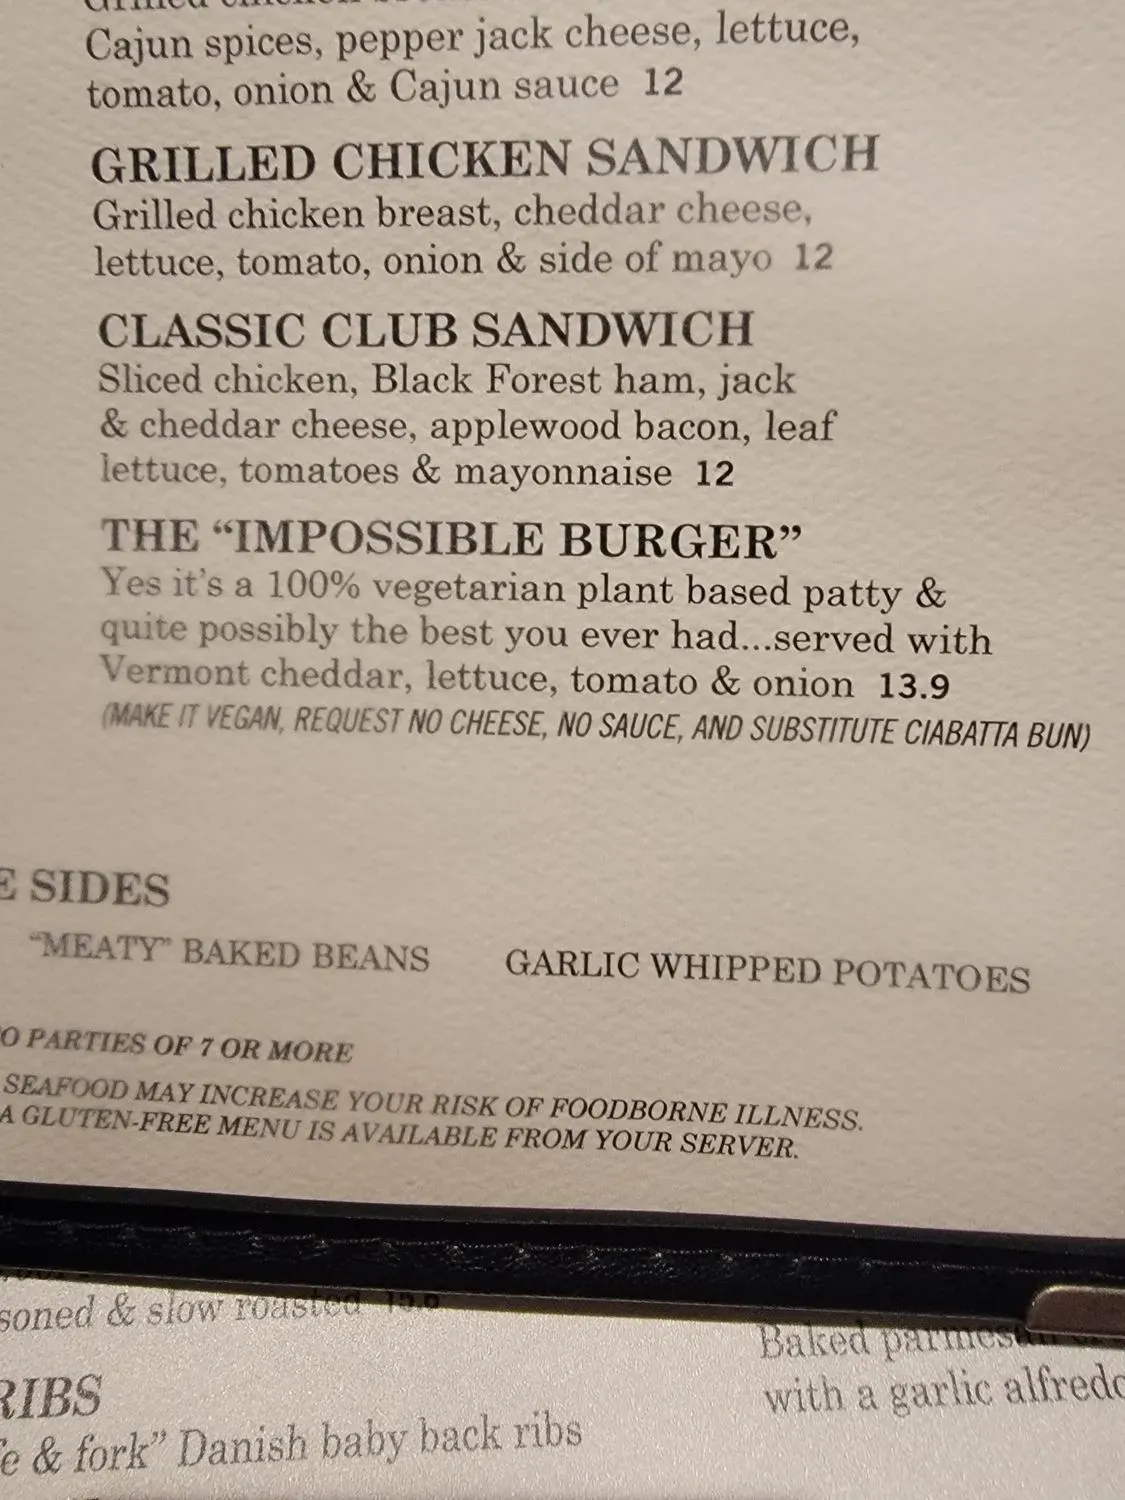 Grilled chicken
Cajun spices, pepper jack cheese, lettuce,
tomato, onion & Cajun sauce 12
GRILLED CHICKEN SANDWICH
Grilled chicken breast, cheddar cheese,
lettuce, tomato, onion & side of mayo 12
CLASSIC CLUB SANDWICH
Sliced chicken, Black Forest ham, jack
& cheddar cheese, applewood bacon, leaf
lettuce, tomatoes & mayonnaise 12
THE “IMPOSSIBLE BURGER”
Yes it's a 100% vegetarian plant based patty &
quite possibly the best you ever had...served with
Vermont cheddar, lettuce, tomato & onion 13.9
(MAKE IT VEGAN, REQUEST NO CHEESE, NO SAUCE, AND SUBSTITUTE CIABATTA BUN)
E SIDES
“MEATY” BAKED BEANS GARLIC WHIPPED POTATOES
O PARTIES OF 7 OR MORE
SEAFOOD MAY INCREASE YOUR RISK OF FOODBORNE ILLNESS.
A GLUTEN-FREE MENU IS AVAILABLE FROM YOUR SERVER.
soned & slow roasted
Baked parmesan
with a garlic alfredo
RIBS
fe & fork” Danish baby back ribs